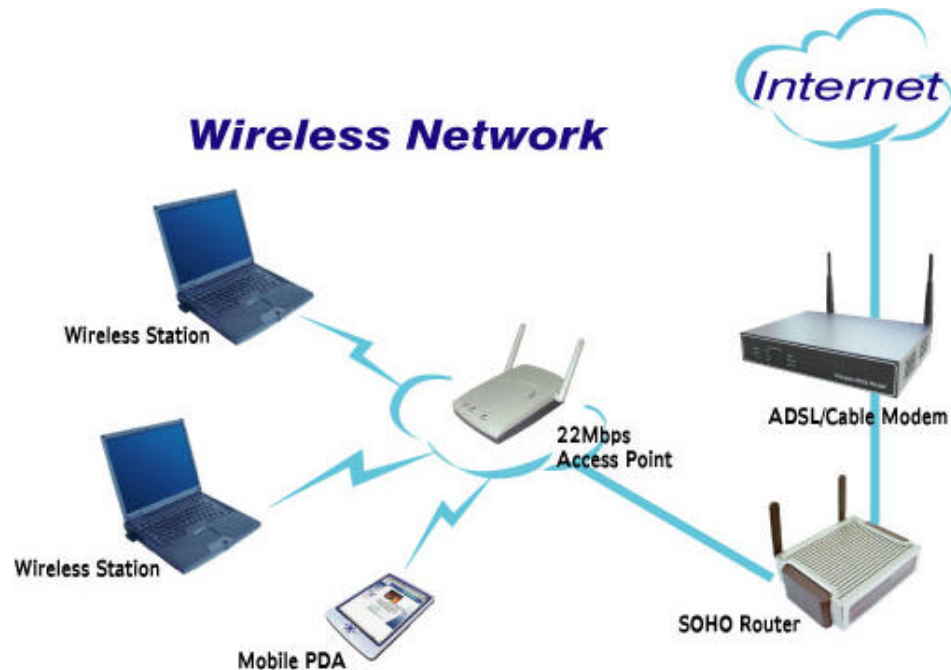 Internet
Wireless Network
Wireless Station
22Mbps
Access Point
ADSL/Cable Modem
Wireless Station
SOHO Router
Mobile PDA